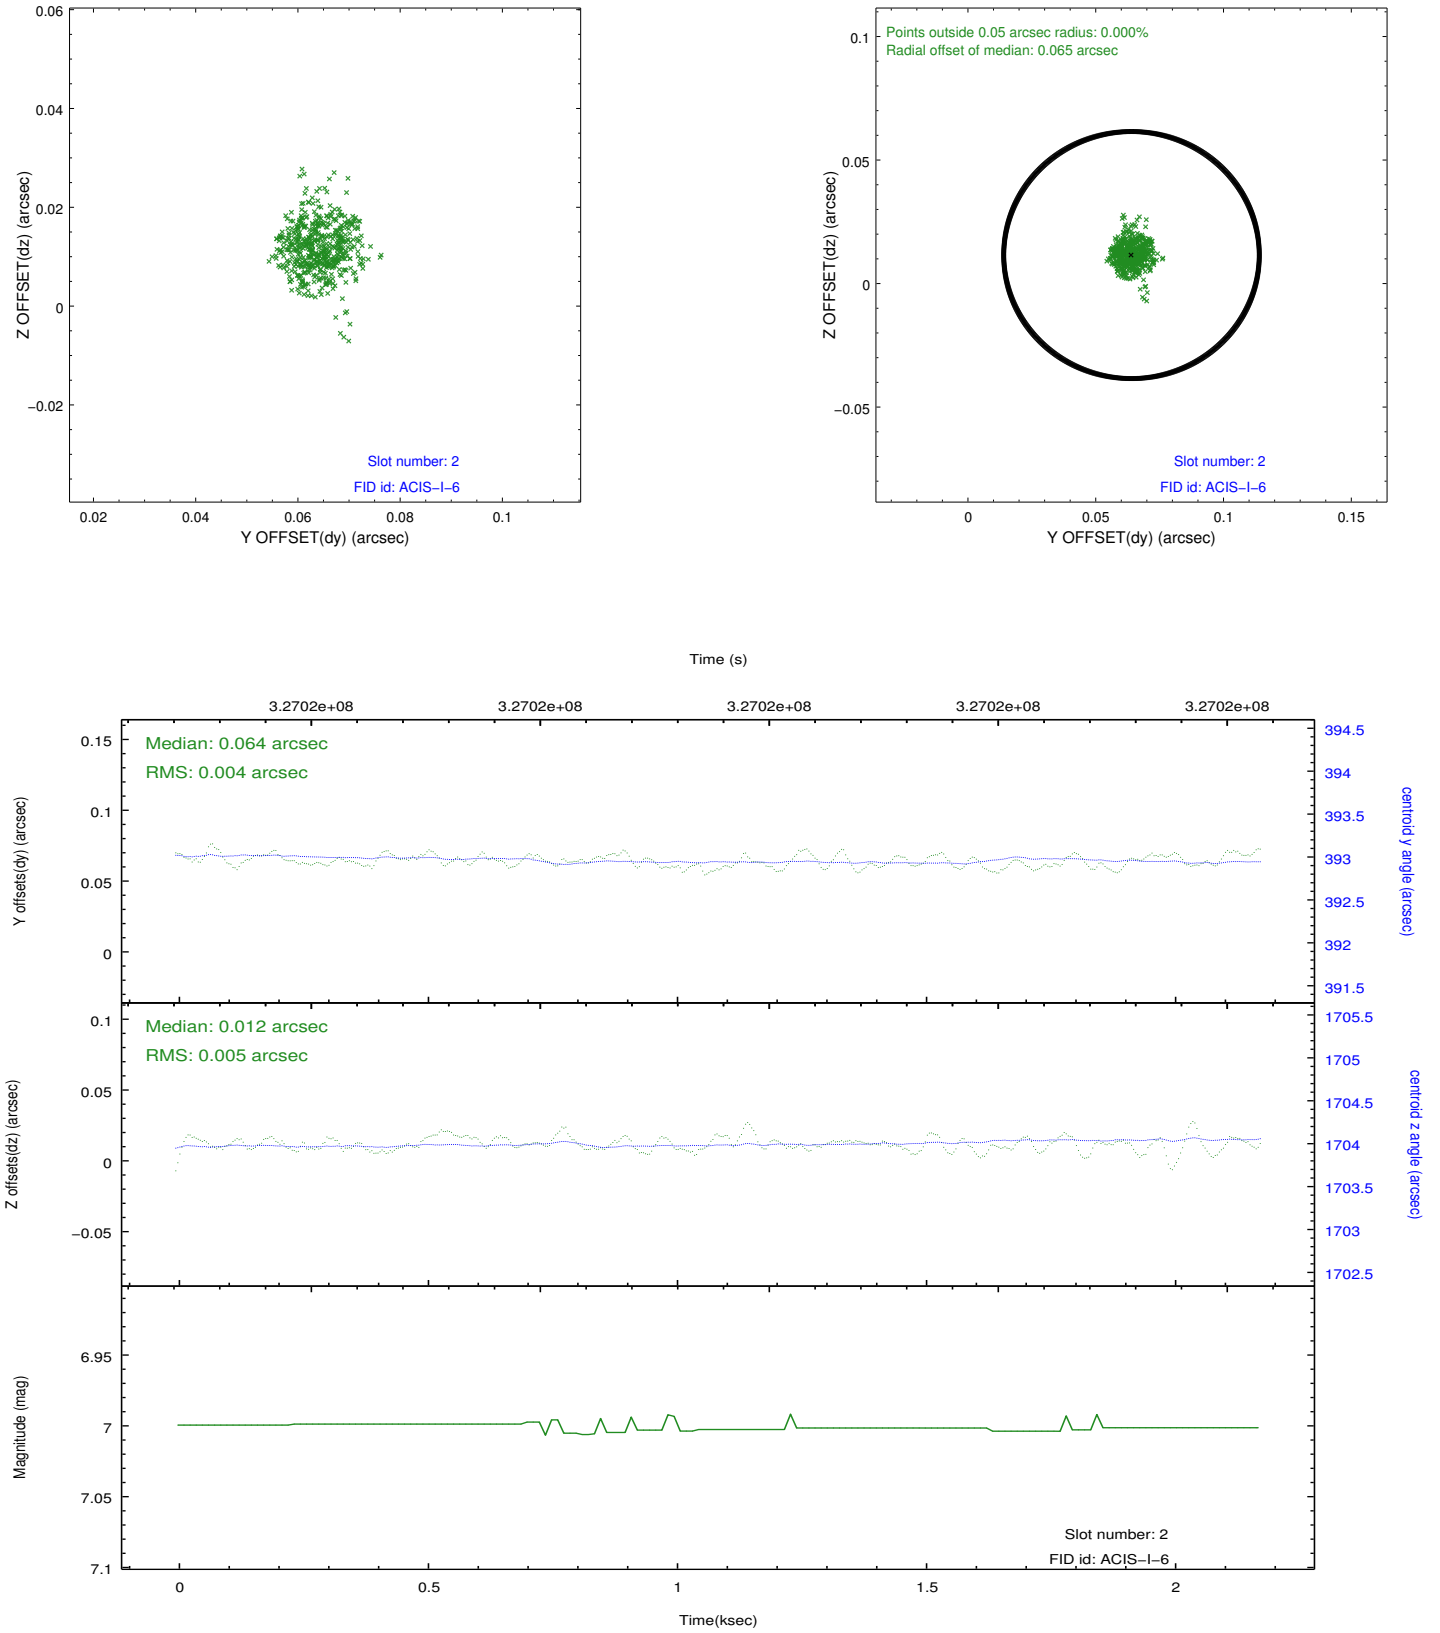 0.06
0.04
0.02
0
−0.02
Z OFFSET(dz) (arcsec)
Slot number: 2
FID id: ACIS−I−6
0.02 0.04 0.06 0.08 0.1
Y OFFSET(dy) (arcsec)
Points outside 0.05 arcsec radius: 0.000%
Radial offset of median: 0.065 arcsec
0.1
0.05
0
−0.05
Z OFFSET(dz) (arcsec)
Slot number: 2
FID id: ACIS−I−6
0 0.05 0.1 0.15
Y OFFSET(dy) (arcsec)
Time (s)
3.2702e+08 3.2702e+08 3.2702e+08 3.2702e+08 3.2702e+08
Median: 0.064 arcsec
RMS: 0.004 arcsec
0.15
0.1
0.05
0
Y offsets(dy) (arcsec)
394.5
394
393.5
393
392.5
392
391.5
centroid y angle (arcsec)
Median: 0.012 arcsec
RMS: 0.005 arcsec
0.1
0.05
0
−0.05
Z offsets(dz) (arcsec)
1705.5
1705
1704.5
1704
1703.5
1703
1702.5
centroid z angle (arcsec)
6.95
7
7.05
7.1
Magnitude (mag)
Slot number: 2
FID id: ACIS−I−6
0 0.5 1 1.5 2
Time(ksec)